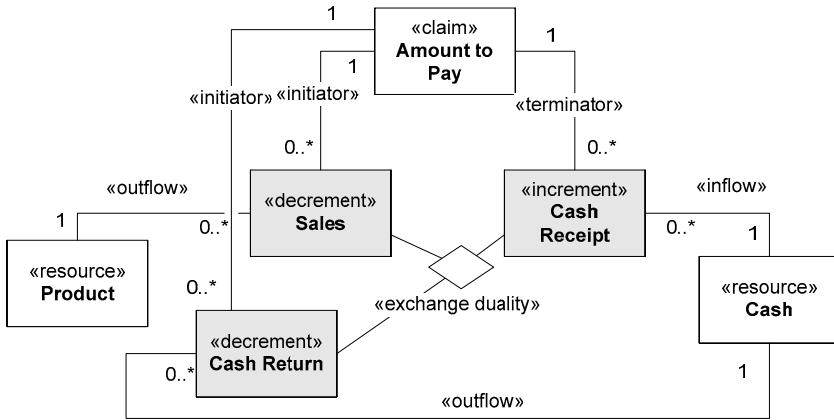 1
«claim»
Amount to
Pay
1
1
«initiator»
«initiator»
«terminator»
0..*
0..*
«outflow»
«decrement»
Sales
«increment»
Cash
Receipt
«inflow»
1
0..*
0..*
1
«resource»
Product
«resource»
Cash
0..*
«exchange duality»
«decrement»
Cash Return
0..*
1
«outflow»